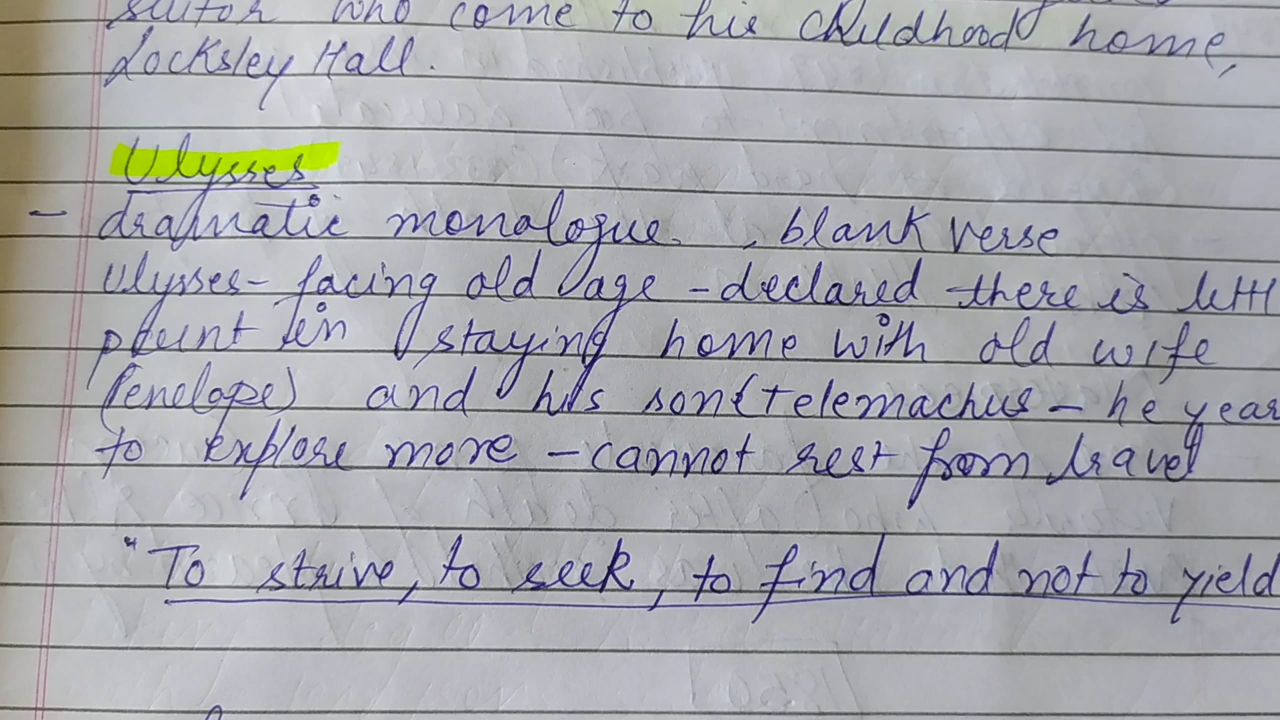 suitor who come to his childhood home,
Locksley Hall.
Ulysses
- dramatic monologue. , blank verse
Ulysses - facing old age - declared there is littl
point in staying home with old wife
(Penelope) and his son (telemachus - he year
to explore more - cannot rest from travel
"To strive, to seek, to find and not to yield